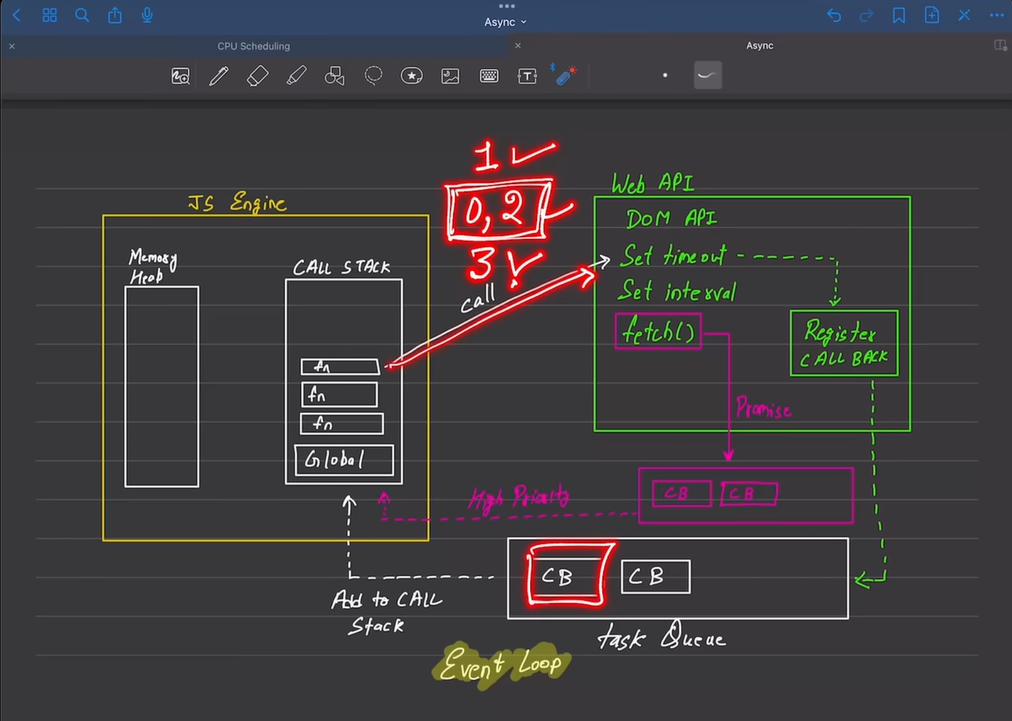 Async
CPU Scheduling
Async
T
1
0, 2
3
Web API
JS Engine
DOM API
Memory
Heap
CALL STACK
Set timeout
call
Set interval
fetch()
Register
CALL BACK
fn
fn
fn
Promise
Global
High Priority
CB
CB
CB
CB
Add to CALL
Stack
task Queue
Event Loop